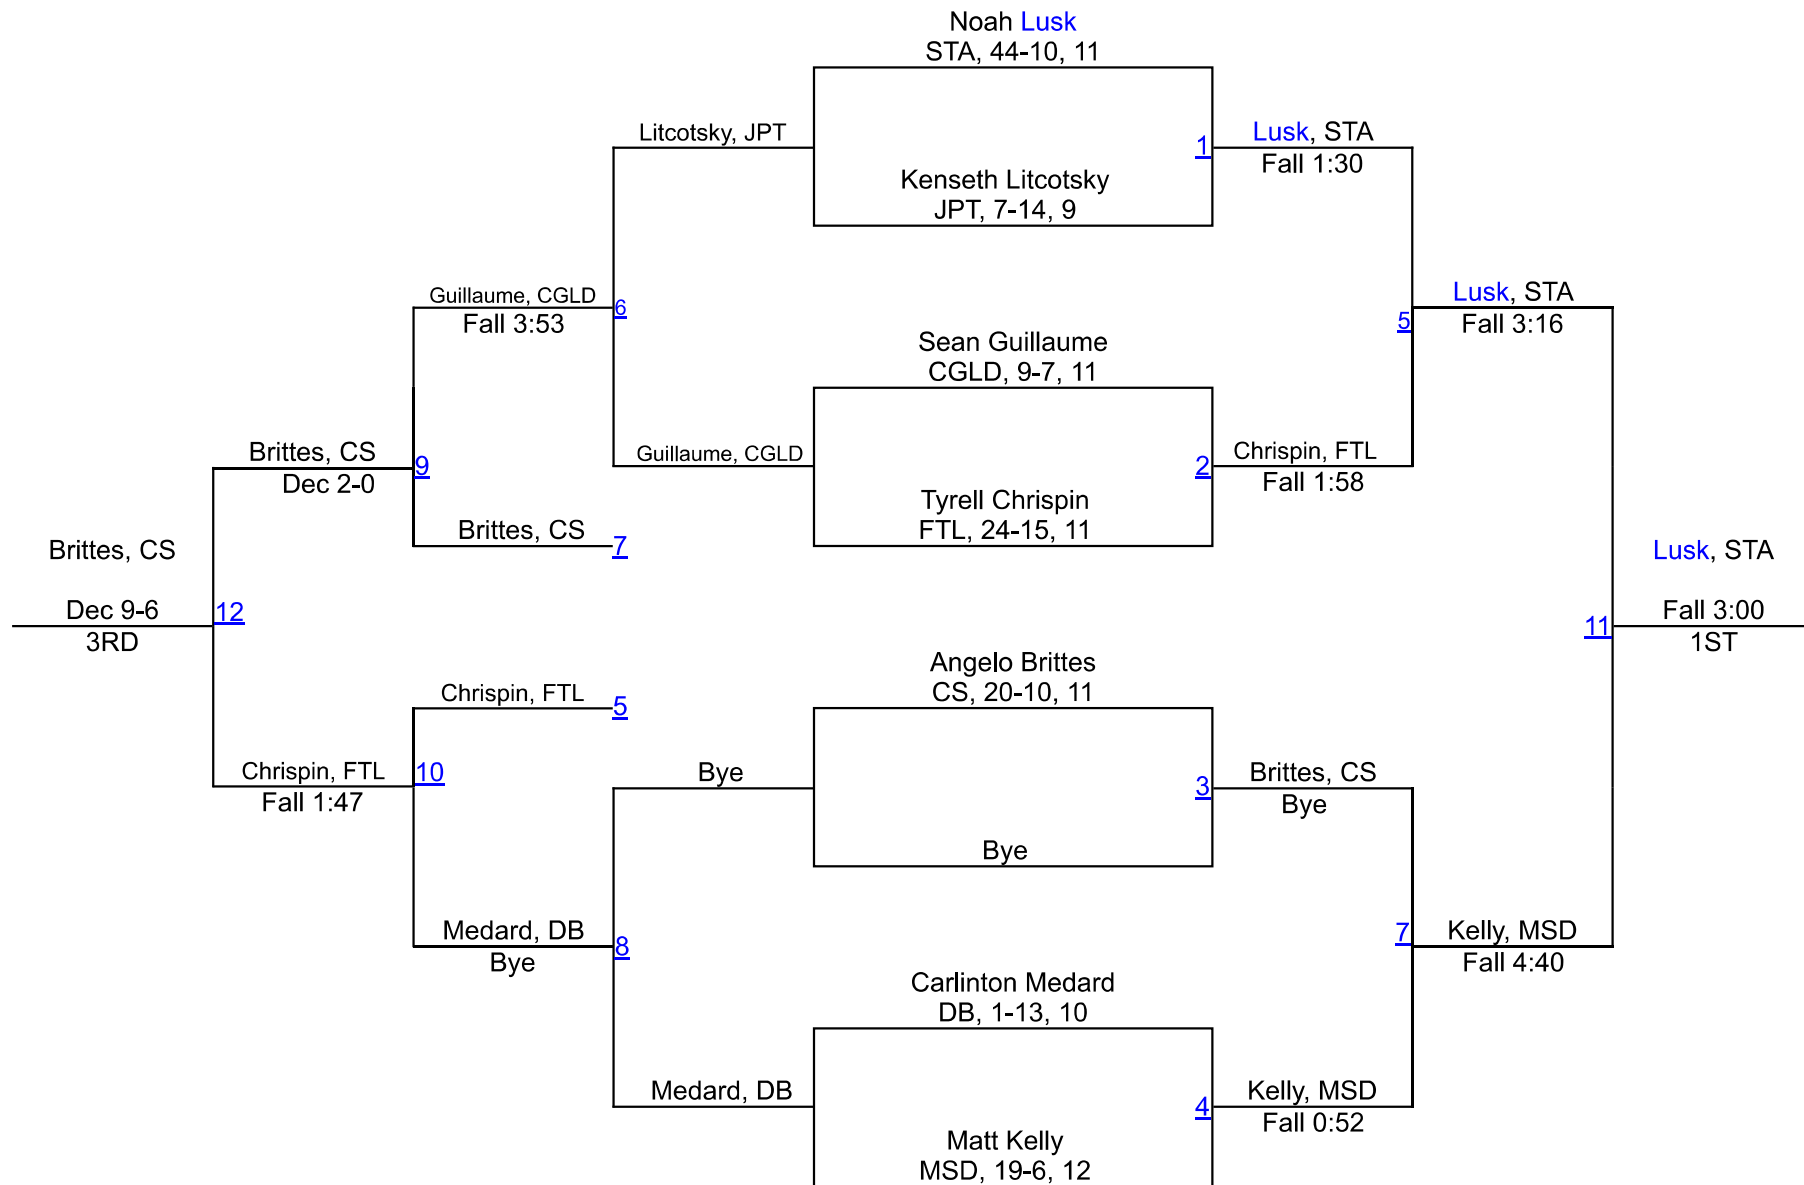 Noah Lusk
STA, 44-10, 11
Litcotsky, JPT
1
Lusk, STA
Fall 1:30
Kenseth Litcotsky
JPT, 7-14, 9
Guillaume, CGLD
Fall 3:53
6
Lusk, STA
Fall 3:16
5
Sean Guillaume
CGLD, 9-7, 11
Brittes, CS
Dec 2-0
9
Guillaume, CGLD
2
Chrispin, FTL
Fall 1:58
Tyrell Chrispin
FTL, 24-15, 11
Brittes, CS
7
Brittes, CS
Dec 9-6
3RD
12
Lusk, STA
Fall 3:00
1ST
11
Angelo Brittes
CS, 20-10, 11
Chrispin, FTL
5
Chrispin, FTL
Fall 1:47
10
Bye
3
Brittes, CS
Bye
Bye
Medard, DB
Bye
8
7
Kelly, MSD
Fall 4:40
Carlinton Medard
DB, 1-13, 10
Medard, DB
4
Kelly, MSD
Fall 0:52
Matt Kelly
MSD, 19-6, 12